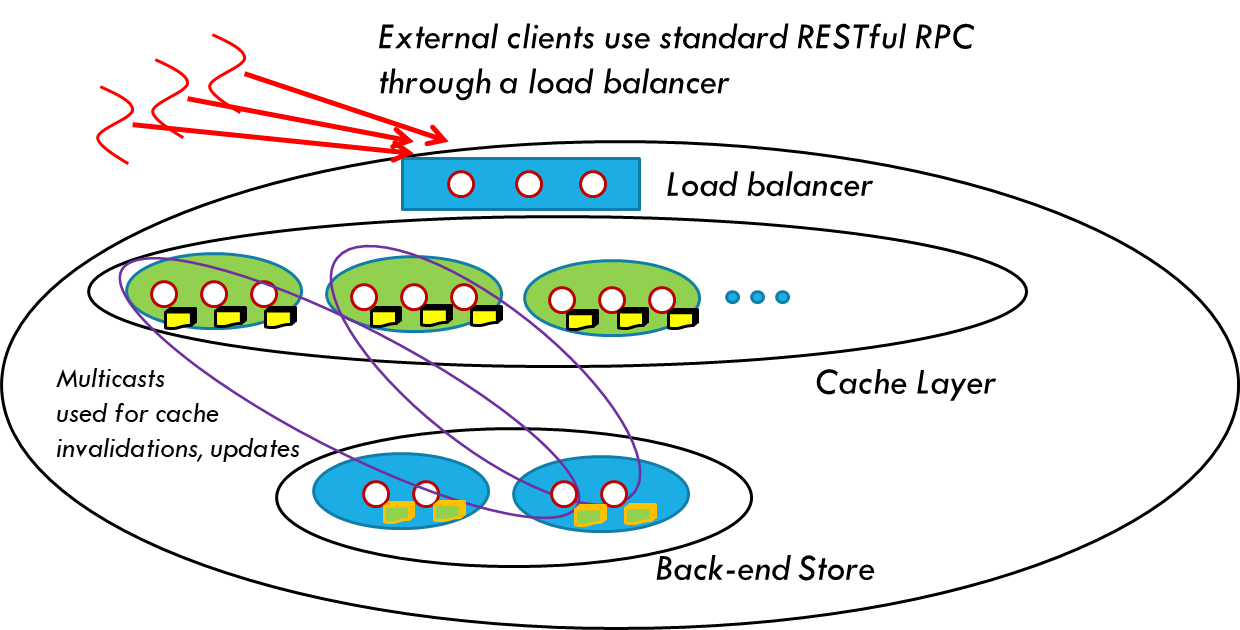 External clients use standard RESTful RPC
through a load balancer
Load balancer
Cache Layer
Multicasts
used for cache
invalidations, updates
Back-end Store